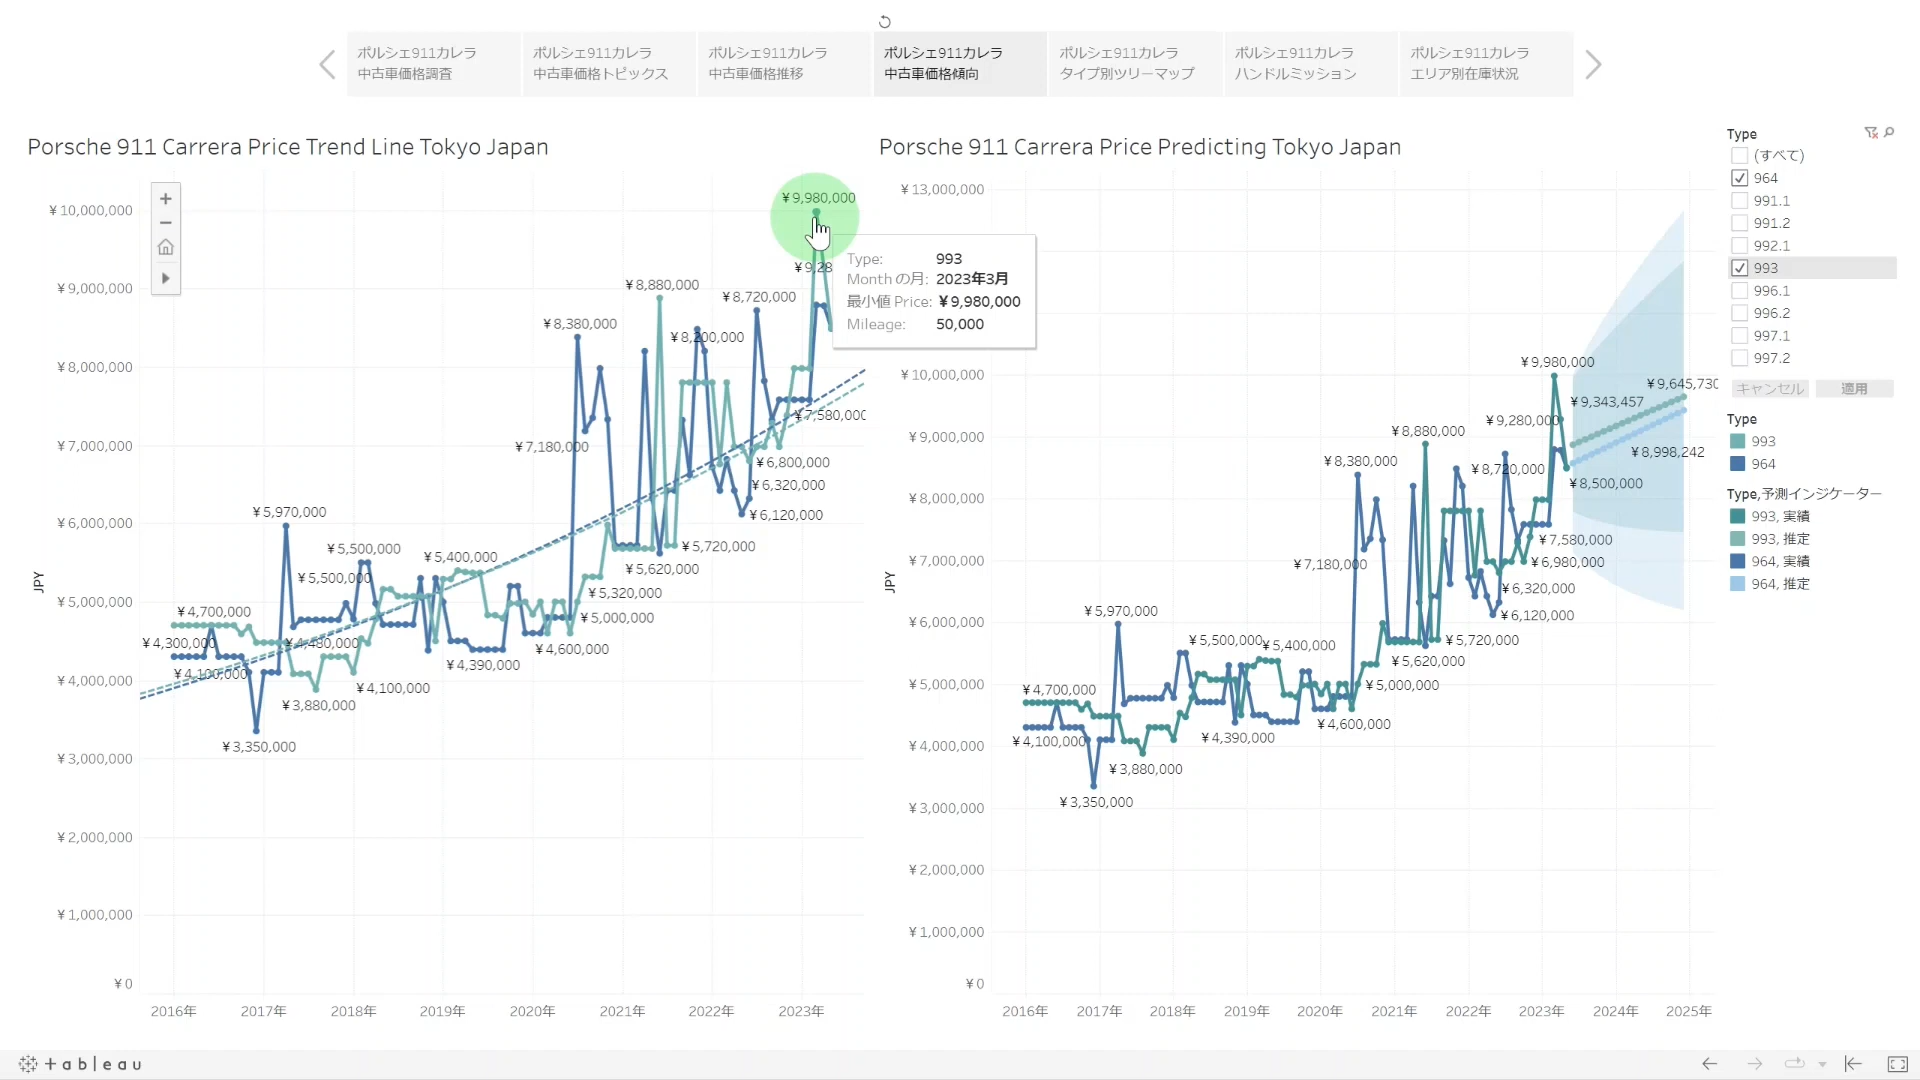 ポルシェ911カレラ
中古車価格調査
ポルシェ911カレラ
中古車価格トピックス
ポルシェ911カレラ
中古車価格推移
ポルシェ911カレラ
中古車価格傾向
ポルシェ911カレラ
タイプ別ツリーマップ
ポルシェ911カレラ
ハンドルミッション
ポルシェ911カレラ
エリア別在庫状況
Porsche 911 Carrera Price Trend Line Tokyo Japan
¥10,000,000
¥9,000,000
¥8,000,000
¥7,000,000
¥6,000,000
¥5,000,000
¥4,000,000
¥3,000,000
¥2,000,000
¥1,000,000
¥0
JPY
+
−
¥9,980,000
¥9,28
¥8,880,000
¥8,720,000
¥8,380,000
¥8,200,000
¥7,580,000
¥7,180,000
¥6,800,000
¥6,320,000
¥6,120,000
¥5,970,000
¥5,500,000
¥5,400,000
¥5,720,000
¥5,500,000
¥5,620,000
¥5,320,000
¥4,700,000
¥5,000,000
¥4,300,000
¥4,480,000
¥4,600,000
¥4,390,000
¥4,100,000
¥4,100,000
¥3,880,000
¥3,350,000
2016年
2017年
2018年
2019年
2020年
2021年
2022年
2023年
Type: 993
Monthの月: 2023年3月
最小値 Price: ¥9,980,000
Mileage: 50,000
Porsche 911 Carrera Price Predicting Tokyo Japan
¥13,000,000
¥10,000,000
¥9,000,000
¥8,000,000
¥7,000,000
¥6,000,000
¥5,000,000
¥4,000,000
¥3,000,000
¥2,000,000
¥1,000,000
¥0
JPY
¥9,980,000
¥9,645,730
¥9,343,457
¥9,280,000
¥8,880,000
¥8,998,242
¥8,380,000
¥8,720,000
¥8,500,000
¥7,580,000
¥7,180,000
¥6,980,000
¥6,320,000
¥5,970,000
¥6,120,000
¥5,500,000
¥5,400,000
¥5,720,000
¥5,620,000
¥4,700,000
¥5,000,000
¥4,600,000
¥4,390,000
¥4,100,000
¥3,880,000
¥3,350,000
2016年
2017年
2018年
2019年
2020年
2021年
2022年
2023年
2024年
2025年
Type
(すべて)
964
991.1
991.2
992.1
993
996.1
996.2
997.1
997.2
キャンセル
適用
Type
993
964
Type,予測インジケーター
993, 実績
993, 推定
964, 実績
964, 推定
+ableau